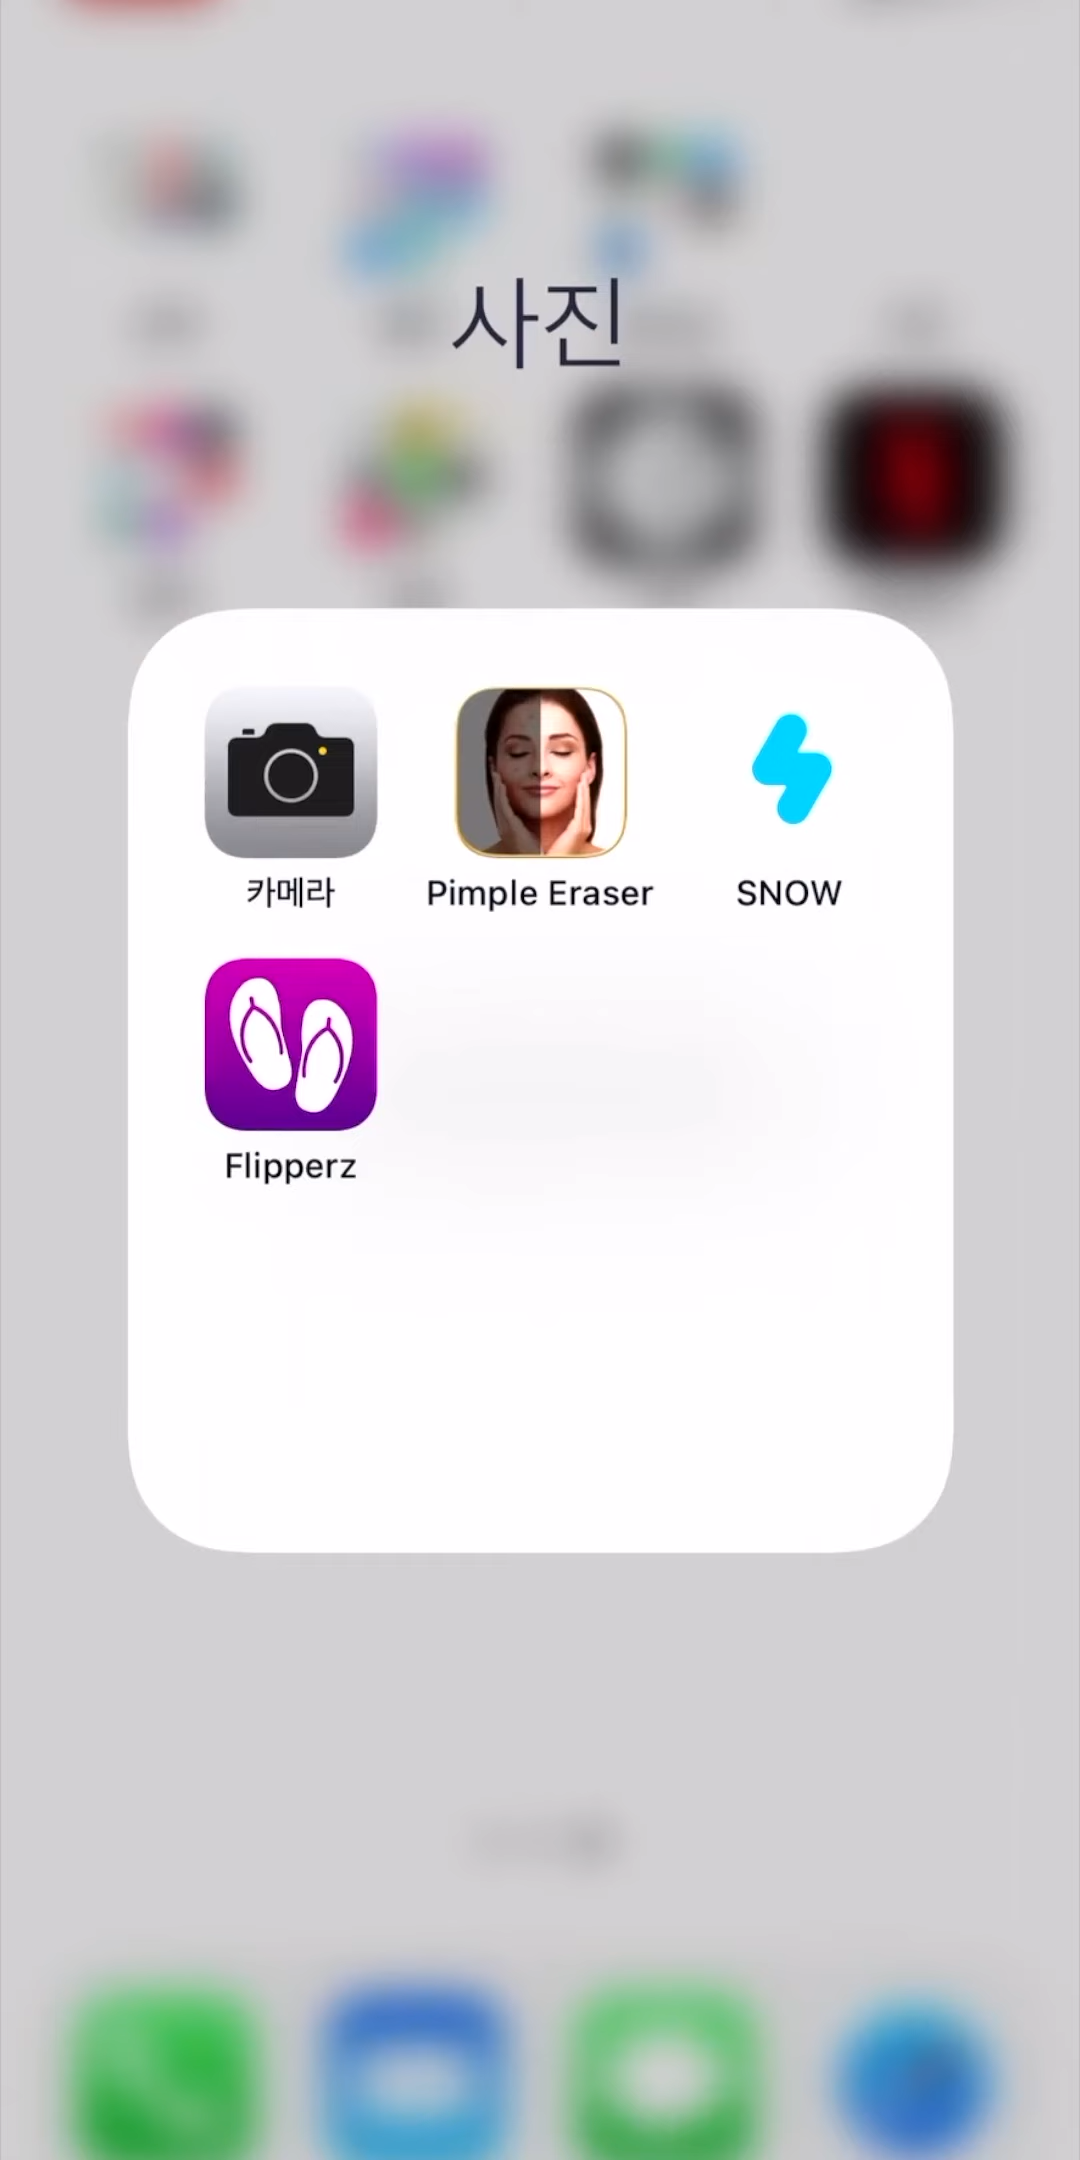 사진
카메라
Pimple Eraser
SNOW
Flipperz